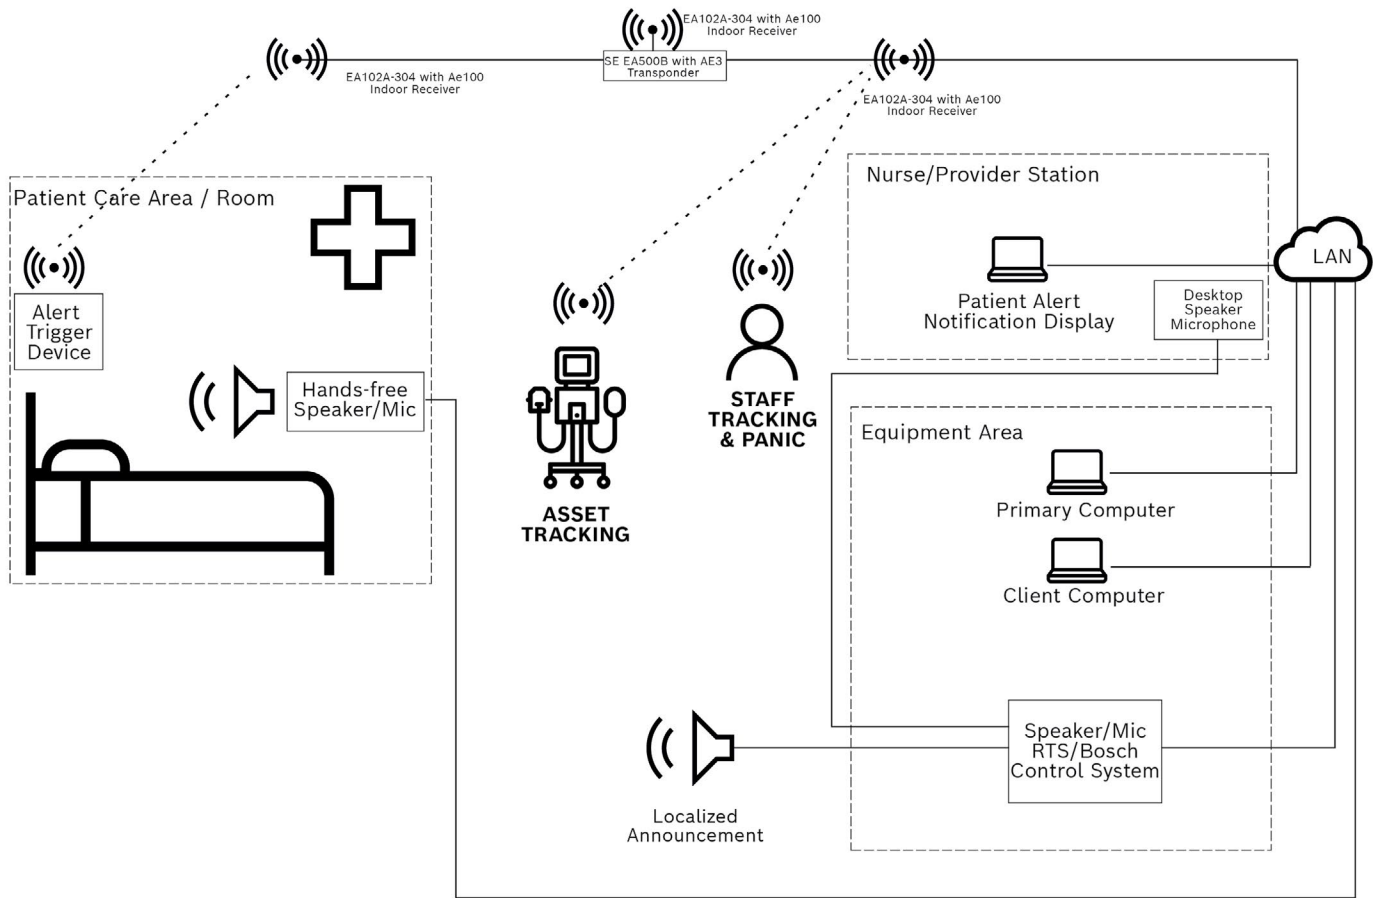 EA102A-304 with Ae100
Indoor Receiver
SE EA500B with AE3
Transponder
EA102A-304 with Ae100
Indoor Receiver
EA102A-304 with Ae100
Indoor Receiver
Patient Care Area / Room
Alert
Trigger
Device
Hands-free
Speaker/Mic
ASSET
TRACKING
STAFF
TRACKING
& PANIC
Nurse/Provider Station
Patient Alert
Notification Display
Desktop
Speaker
Microphone
LAN
Equipment Area
Primary Computer
Client Computer
Speaker/Mic
RTS/Bosch
Control System
Localized
Announcement